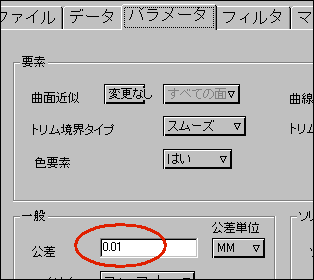 ファイル データ パラメータ フィルタ マ
要素
曲面近似 変更なし すべての面 曲線
トリム境界タイプ スムーズ トリム
色要素 はい
一般
公差単位
公差 0.01 MM